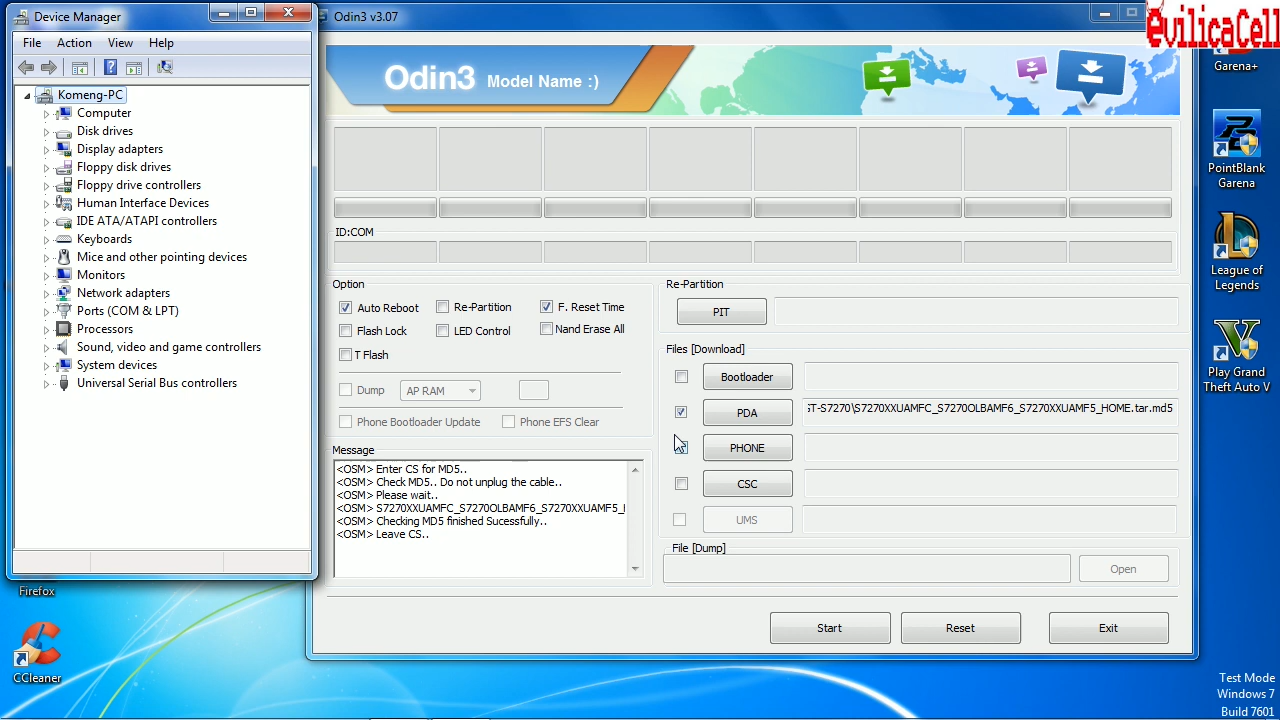 Device Manager
File Action View Help
Komeng-PC
Computer
Disk drives
Display adapters
Floppy disk drives
Floppy drive controllers
Human Interface Devices
IDE ATA/ATAPI controllers
Keyboards
Mice and other pointing devices
Monitors
Network adapters
Ports (COM & LPT)
Processors
Sound, video and game controllers
System devices
Universal Serial Bus controllers
Odin3 v3.07
Odin3 Model Name :)
ID:COM
Option
Auto Reboot Re-Partition F. Reset Time
Flash Lock LED Control Nand Erase All
T Flash
Dump AP RAM
Phone Bootloader Update Phone EFS Clear
Message
<OSM> Enter CS for MD5..
<OSM> Check MD5.. Do not unplug the cable..
<OSM> Please wait..
<OSM> S7270XXUAMFC_S7270OLBAMF6_S7270XXUAMF5_
<OSM> Checking MD5 finished Sucessfully..
<OSM> Leave CS..
Re-Partition
PIT
Files [Download]
Bootloader
PDA T-S7270\S7270XXUAMFC_S7270OLBAMF6_S7270XXUAMF5_HOME.tar.md5
PHONE
CSC
UMS
File [Dump]
Open
Start Reset Exit
evilicaCell
Garena+
PointBlank
Garena
League of
Legends
Play Grand
Theft Auto V
Firefox
CCleaner
Test Mode
Windows 7
Build 7601